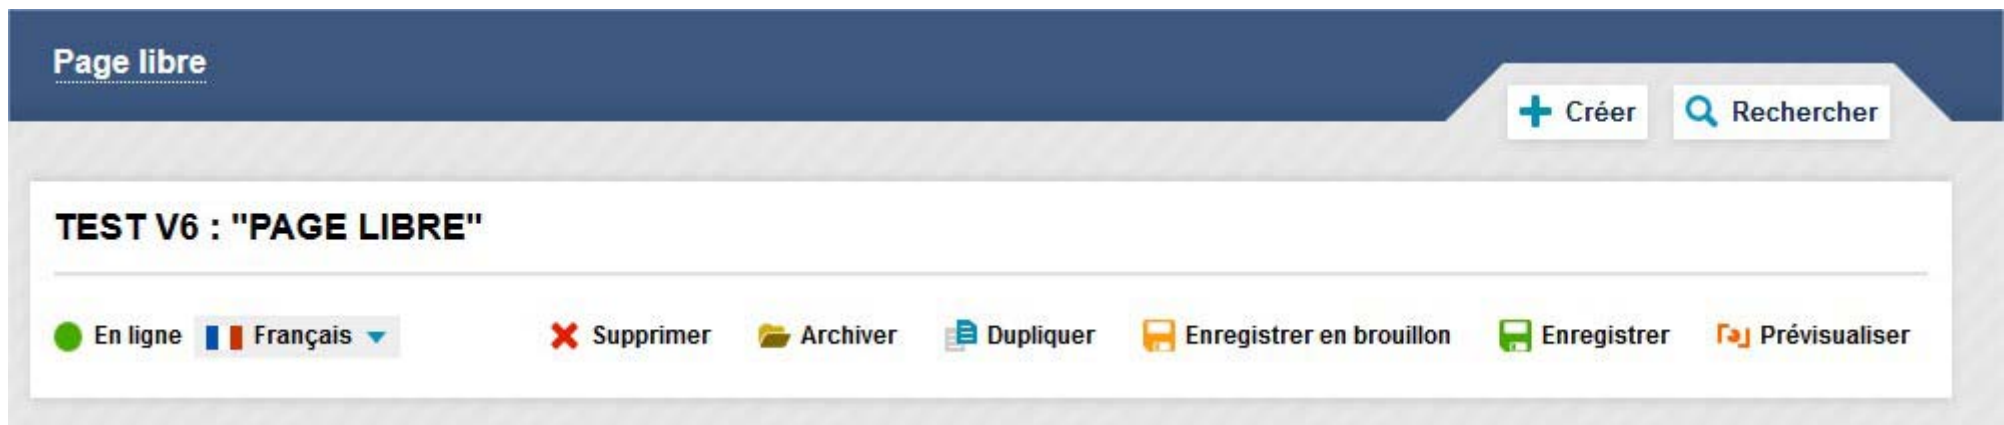 Page libre
Créer Rechercher
TEST V6 : "PAGE LIBRE"
En ligne Français Supprimer Archiver Dupliquer Enregistrer en brouillon Enregistrer Prévisualiser